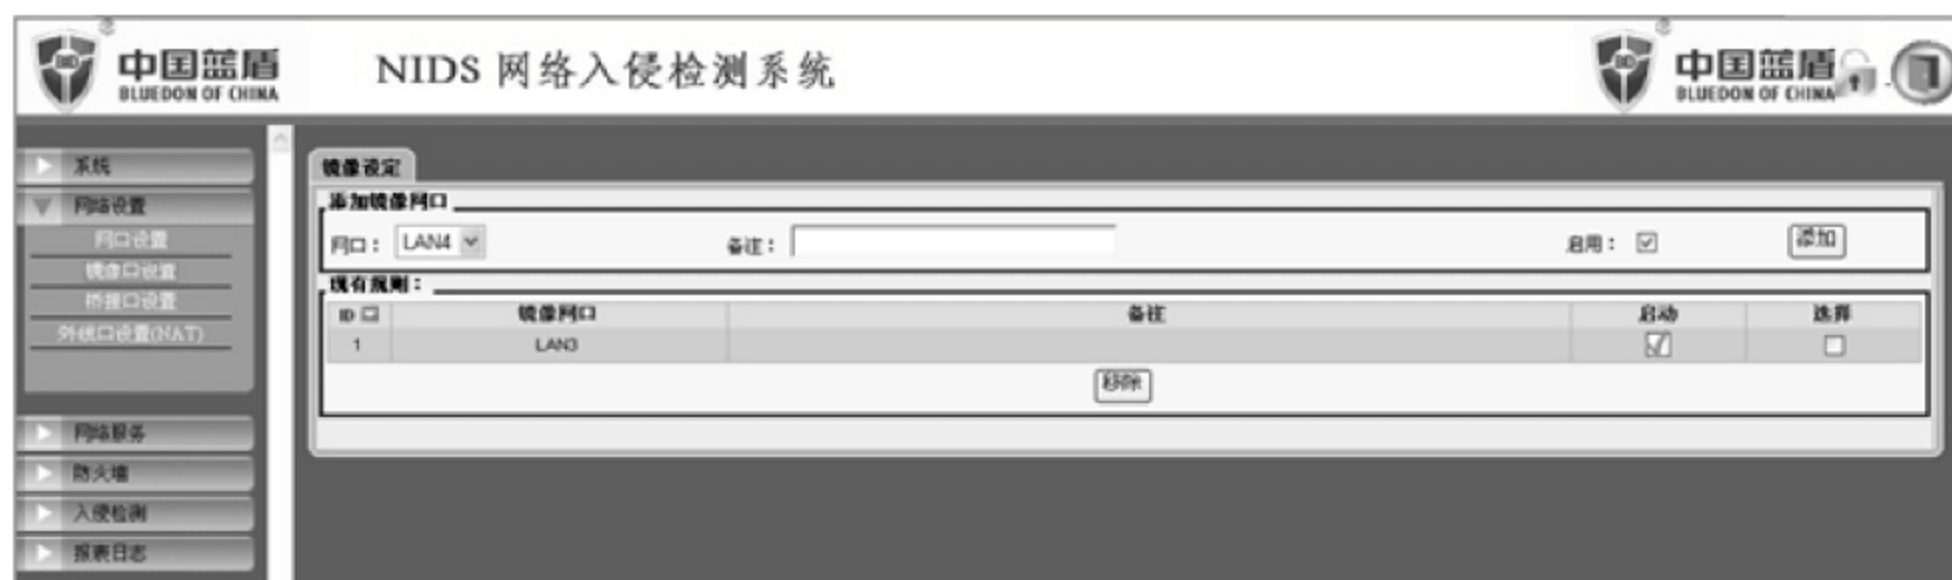 中国蓝盾
BLUEDON OF CHINA
NIDS 网络入侵检测系统
中国蓝盾
BLUEDON OF CHINA
系统
网络设置
网口设置
镜像口设置
桥接口设置
外线口设置(NAT)
网络服务
防火墙
入侵检测
报表日志
镜像设定
添加镜像网口
网口： LAN4 备注： 启用： 添加
现有规则：
ID 镜像网口 备注 启动 选择
1 LAN3
移除